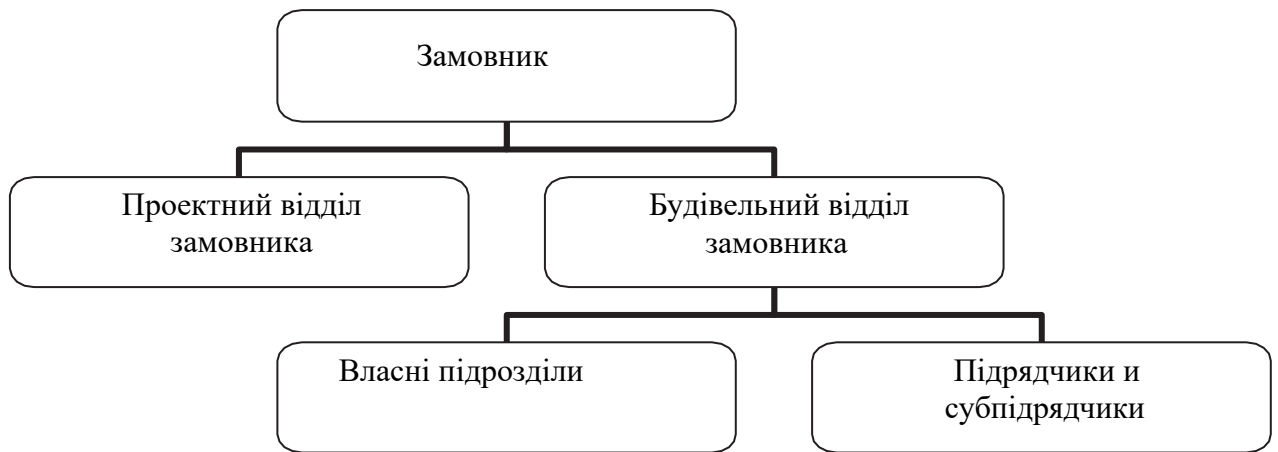 Замовник
Проектний відділ
замовника
Будівельний відділ
замовника
Власні підрозділи
Підрядчики и
субпідрядчики